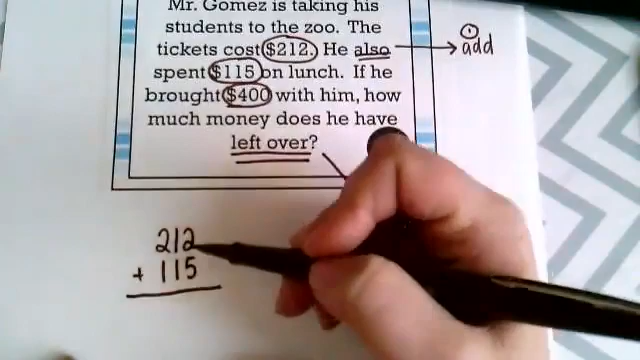 Mr. Gomez is taking his
students to the zoo. The
tickets cost $212. He also
spent $115 on lunch. If he
brought $400 with him, how
much money does he have
left over?
1
add
212
+ 115